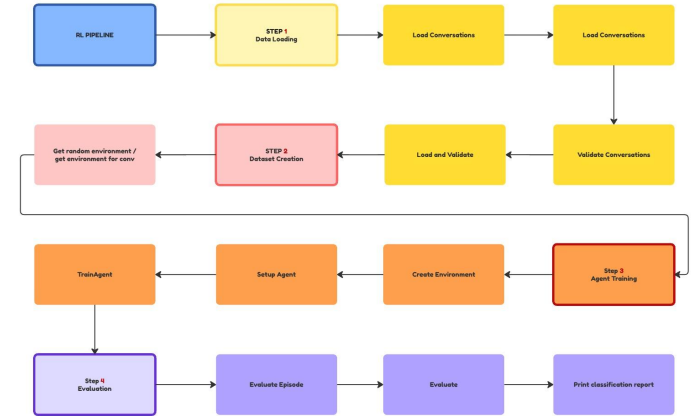 RL PIPELINE
STEP 1
Data Loading
Load Conversations
Load Conversations
Get random environment /
get environment for conv
STEP 2
Dataset Creation
Load and Validate
Validate Conversations
TrainAgent
Setup Agent
Create Environment
Step 3
Agent Training
Step 4
Evaluation
Evaluate Episode
Evaluate
Print classification report